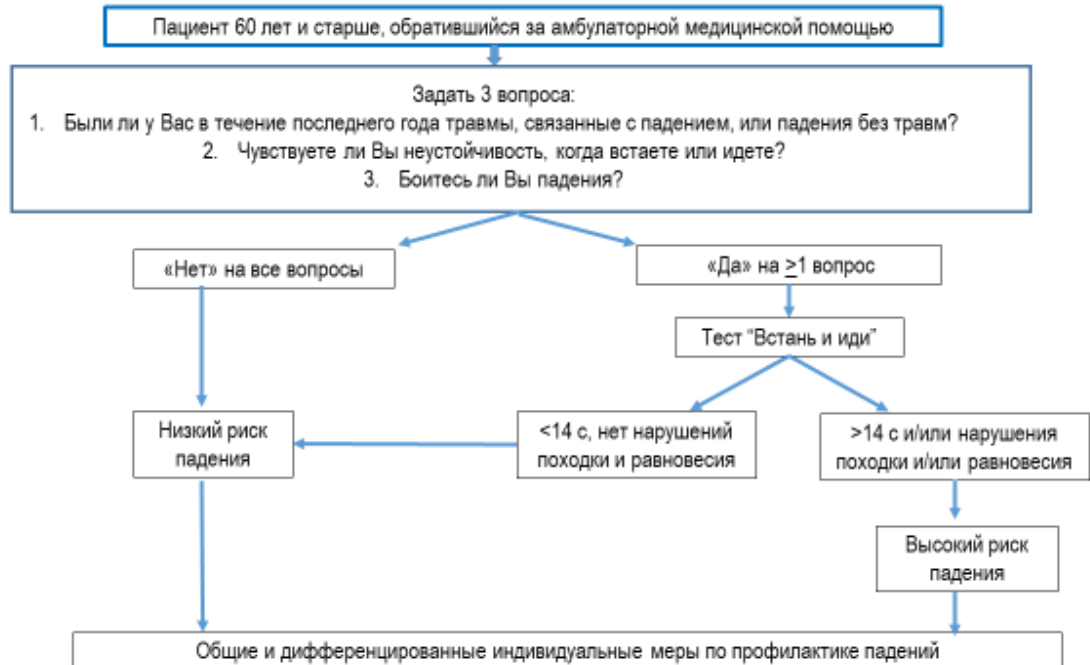 Пациент 60 лет и старше, обратившийся за амбулаторной медицинской помощью
Задать 3 вопроса:
1. Были ли у Вас в течение последнего года травмы, связанные с падением, или падения без травм?
2. Чувствуете ли Вы неустойчивость, когда встаете или идете?
3. Боитесь ли Вы падения?
«Нет» на все вопросы
«Да» на >1 вопрос
Тест “Встань и иди”
Низкий риск
падения
<14 с, нет нарушений
походки и равновесия
>14 с и/или нарушения
походки и/или равновесия
Высокий риск
падения
Общие и дифференцированные индивидуальные меры по профилактике падений